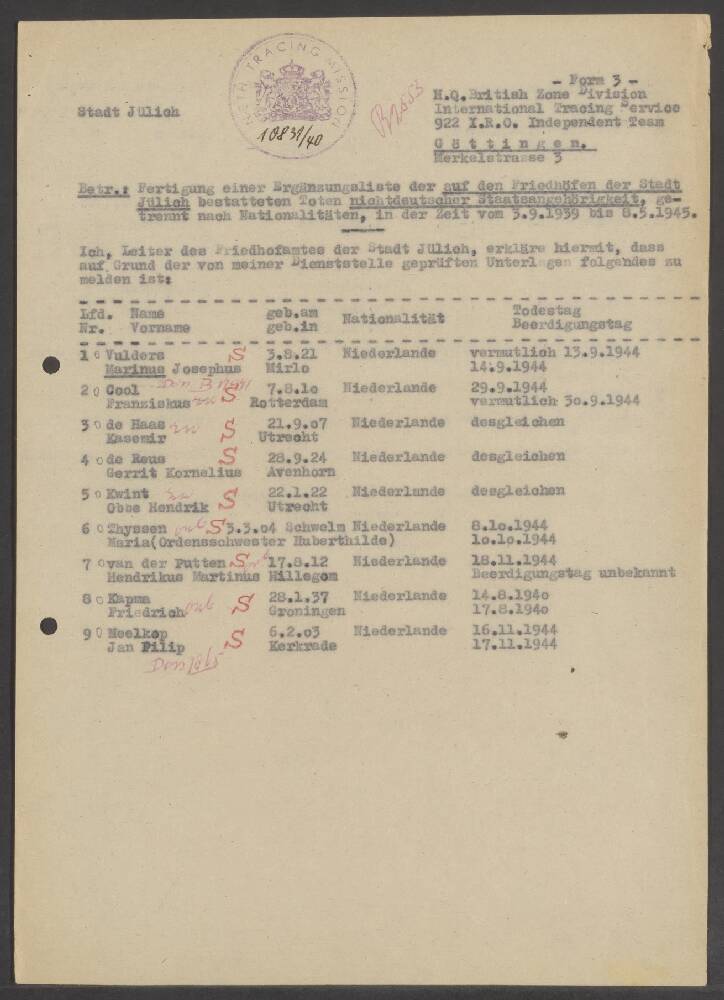 - Form 3 -
H.Q.British Zone Division
International Tracing Service
922 I.R.O. Independent Team
Göttingen.
Merkelstrasse 3
TRACING MISSION
10831/40
Stadt Jülich
Betr.: Fertigung einer Ergänzungsliste der auf den Friedhöfen der Stadt
Jülich bestatteten Toten nichtdeutscher Staatsangehörigkeit, ge-
trennt nach Nationalitäten, in der Zeit vom 3.9.1939 bis 8.5.1945.
Ich, Leiter des Friedhofamtes der Stadt Jülich, erkläre hiermit, dass
auf Grund der von meiner Dienststelle geprüften Unterlagen folgendes zu
melden ist:
Lfd. Name geb.am Nationalität Todestag
Nr. Vorname geb.in Beerdigungstag
1 Vulders S 3.8.21 Niederlande vermutlich 13.9.1944
Marinus Josephus Mirlo 14.9.1944
2 Cool S 7.8.10 Niederlande 29.9.1944
Franziskus Rotterdam vermutlich 30.9.1944
3 de Haas S 21.9.07 Niederlande desgleichen
Kasemir Utrecht
4 de Reus S 28.9.24 Niederlande desgleichen
Gerrit Kornelius Avenhorn
5 Kwint S 22.1.22 Niederlande desgleichen
Obbe Hendrik Utrecht
6 Thyssen S 3.3.04 Schwelm Niederlande 8.10.1944
Maria(Ordensschwester Huberthilde) 10.10.1944
7 van der Putten S 17.8.12 Niederlande 18.11.1944
Hendrikus Martinus Hillegom Beerdigungstag unbekannt
8 Kapma S 28.1.37 Niederlande 14.8.1940
Friedrich Groningen 17.8.1940
9 Meelkop S 6.2.03 Niederlande 16.11.1944
Jan Filip Kerkrade 17.11.1944